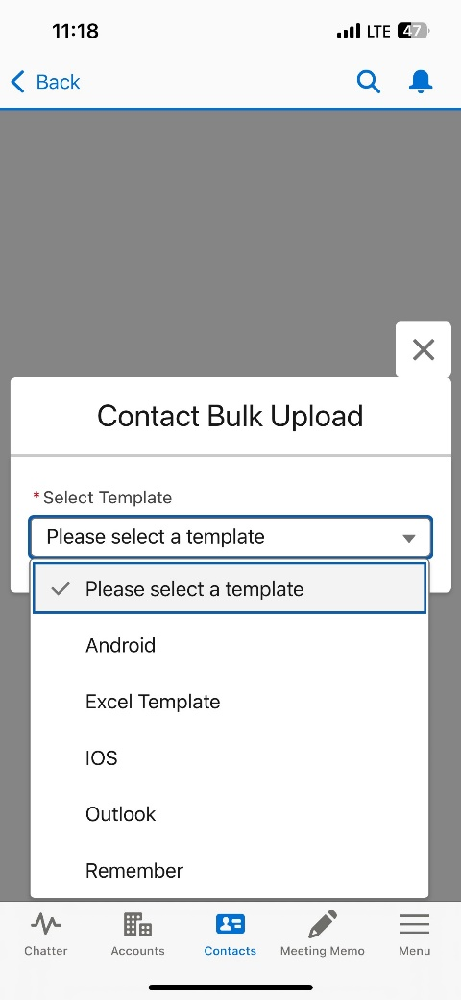 11:18
LTE 47
Back
Contact Bulk Upload
*Select Template
Please select a template
Please select a template
Android
Excel Template
IOS
Outlook
Remember
Chatter
Accounts
Contacts
Meeting Memo
Menu